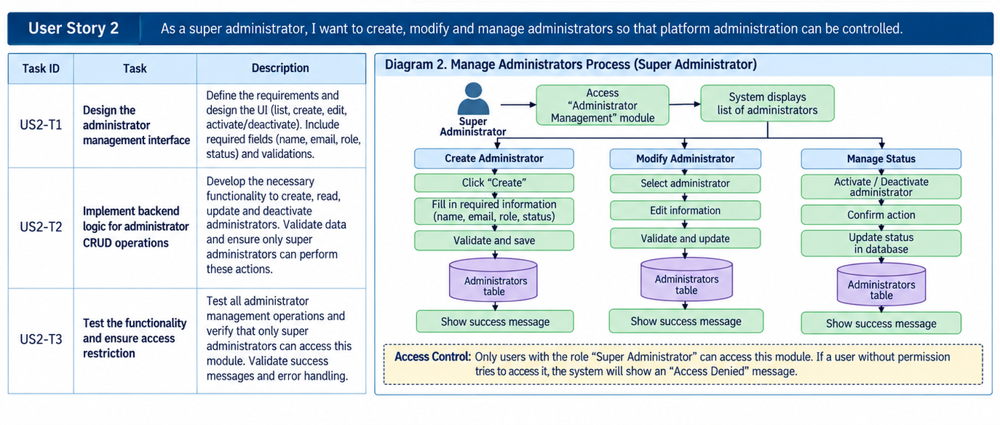 User Story 2
As a super administrator, I want to create, modify and manage administrators so that platform administration can be controlled.
Task ID
Task
Description
US2-T1
Design the
administrator
management interface
Define the requirements and
design the UI (list, create, edit,
activate/deactivate). Include
required fields (name, email, role,
status) and validations.
US2-T2
Implement backend
logic for administrator
CRUD operations
Develop the necessary
functionality to create, read,
update and deactivate
administrators. Validate data
and ensure only super
administrators can perform
these actions.
US2-T3
Test the functionality
and ensure access
restriction
Test all administrator
management operations and
verify that only super
administrators can access this
module. Validate success
messages and error handling.
Diagram 2. Manage Administrators Process (Super Administrator)
Super
Administrator
Access
“Administrator
Management” module
System displays
list of administrators
Create Administrator
Click “Create”
Fill in required information
(name, email, role, status)
Validate and save
Administrators
table
Show success message
Modify Administrator
Select administrator
Edit information
Validate and update
Administrators
table
Show success message
Manage Status
Activate / Deactivate
administrator
Confirm action
Update status
in database
Administrators
table
Show success message
Access Control: Only users with the role “Super Administrator” can access this module. If a user without permission
tries to access it, the system will show an “Access Denied” message.